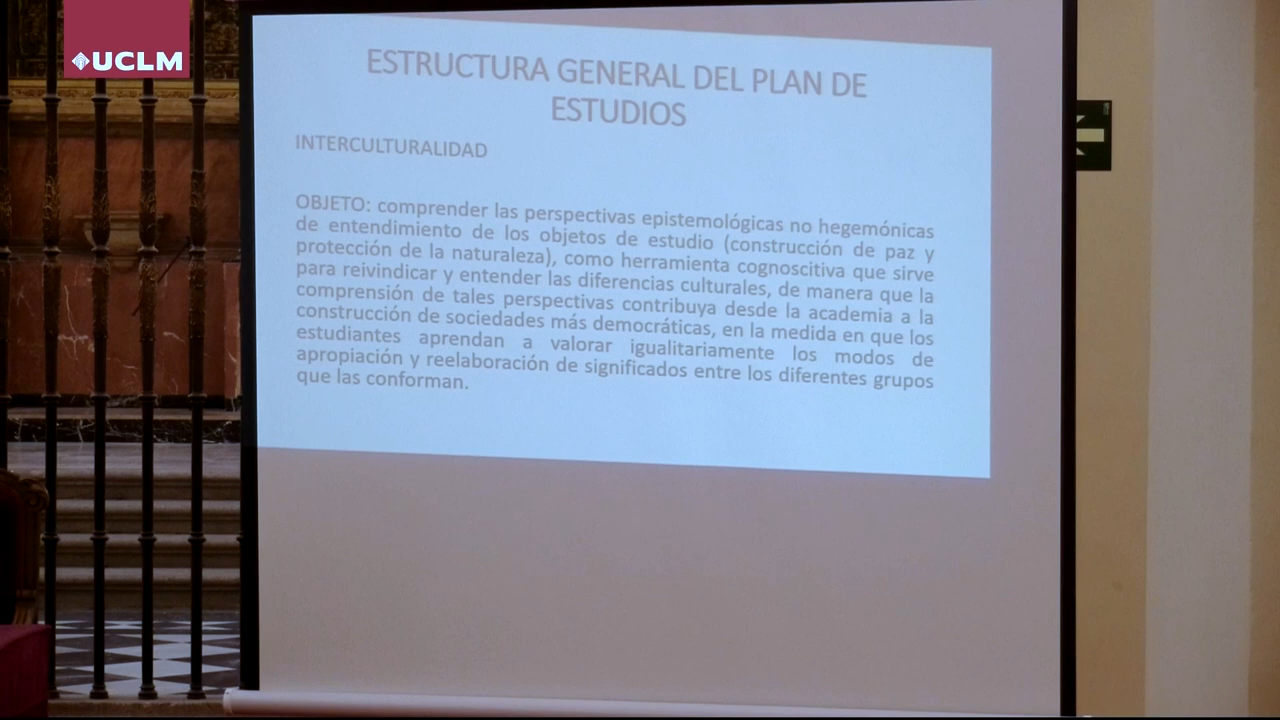 UCLM
ESTRUCTURA GENERAL DEL PLAN DE
ESTUDIOS
INTERCULTURALIDAD
OBJETO: comprender las perspectivas epistemológicas no hegemónicas
de entendimiento de los objetos de estudio (construcción de paz y
protección de la naturaleza), como herramienta cognoscitiva que sirve
para reivindicar y entender las diferencias culturales, de manera que la
comprensión de tales perspectivas contribuya desde la academia a la
construcción de sociedades más democráticas, en la medida en que los
estudiantes aprendan a valorar igualitariamente los modos de
apropiación y reelaboración de significados entre los diferentes grupos
que las conforman.